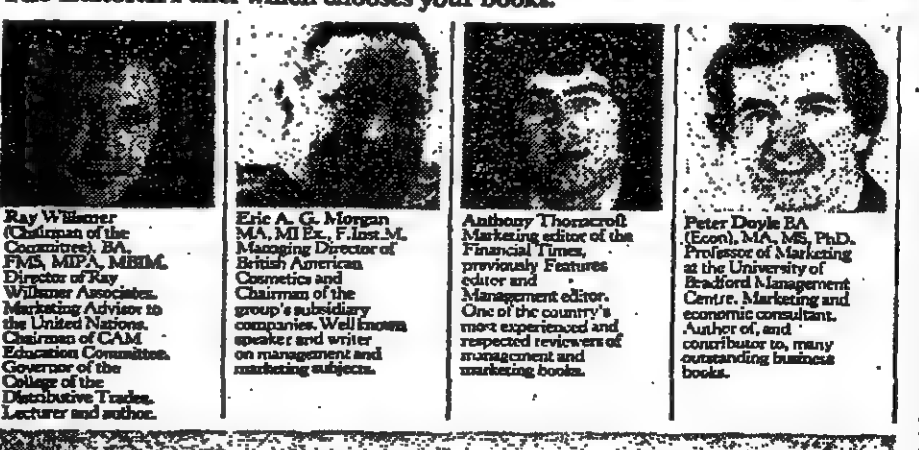 which chooses your books.
Ray Willsmer
(Chairman of the
Committee). BA,
FMS, MIPA, MBIM.
Director of Ray
Willsmer Associates.
Marketing Advisor to
the United Nations.
Chairman of CAM
Education Committee.
Governor of the
College of the
Distributive Trades.
Lecturer and author.
Eric A. G. Morgan
MA, MI Ex., F. Inst. M.
Managing Director of
British American
Cosmetics and
Chairman of the
group's subsidiary
companies. Well known
speaker and writer
on management and
marketing subjects.
Anthony Thorncroft
Marketing editor of the
Financial Times,
previously Features
editor and
Management editor.
One of the country's
most experienced and
respected reviewers of
management and
marketing books.
Peter Doyle BA
(Econ), MA, MS, PhD.
Professor of Marketing
at the University of
Bradford Management
Centre. Marketing and
economic consultant.
Author of, and
contributor to, many
outstanding business
books.